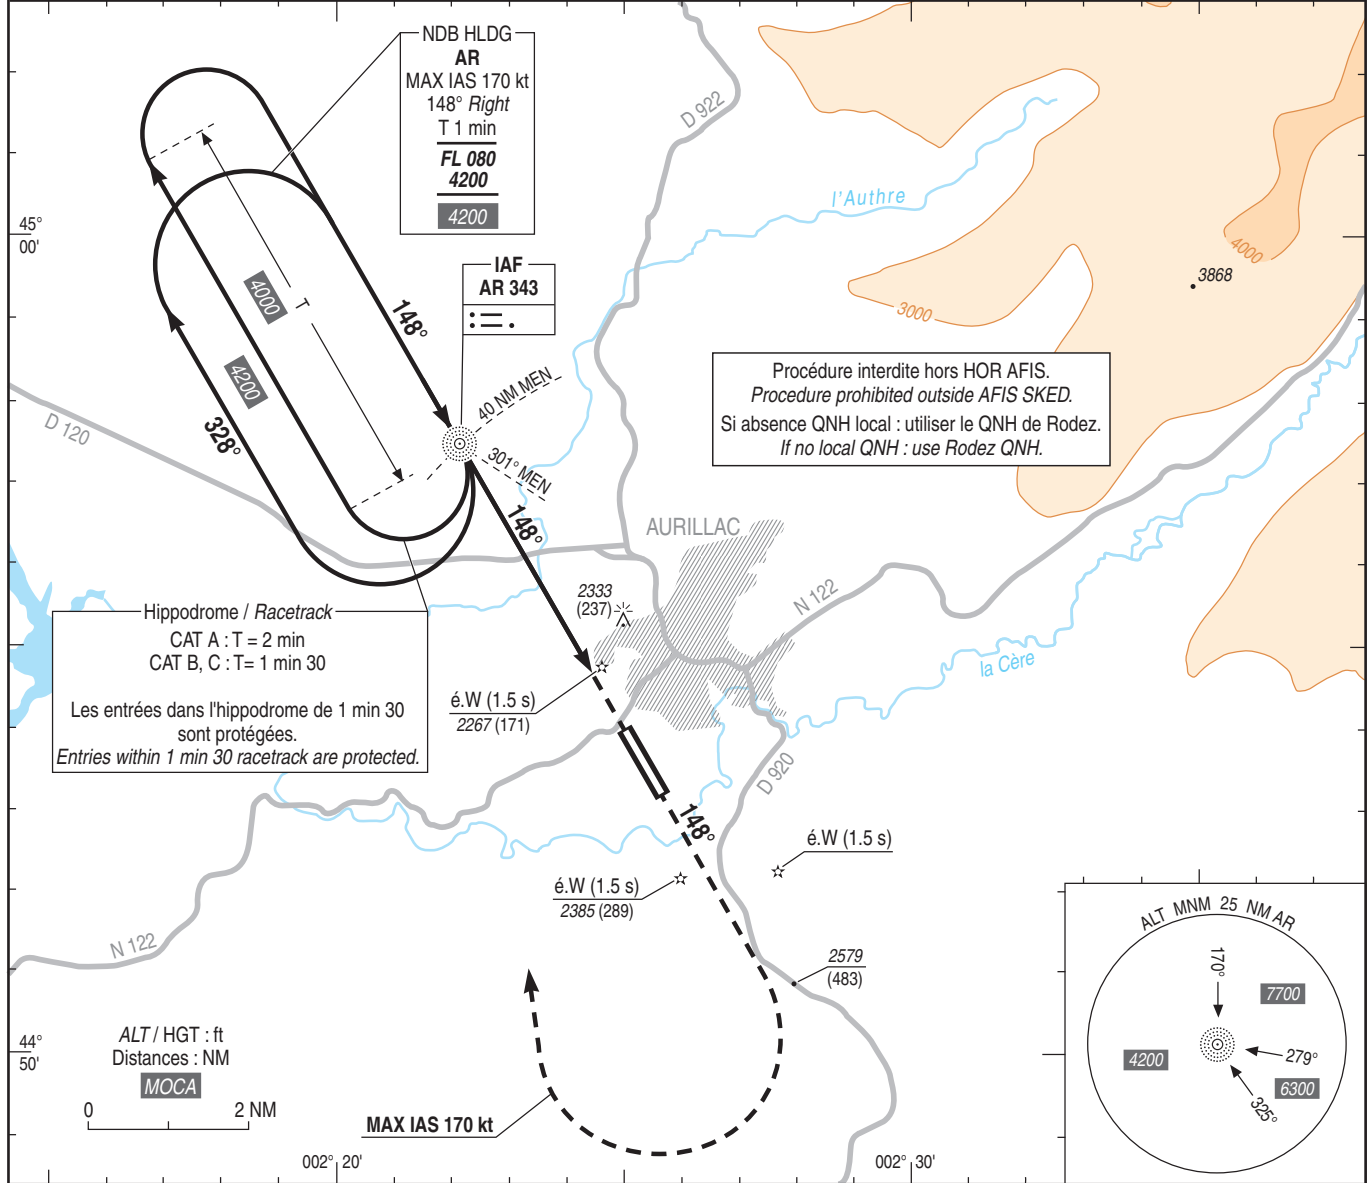 NDB HLDG
AR
MAX IAS 170 kt
148° Right
T 1 min
FL 080
4200
4200
D 922
l'Authre
45°
00'
IAF
AR 343
4000
3868
3000
4000
T
148°
4200
328°
40 NM MEN
301° MEN
D 120
Procédure interdite hors HOR AFIS.
Procedure prohibited outside AFIS SKED.
Si absence QNH local : utiliser le QNH de Rodez.
If no local QNH : use Rodez QNH.
148°
AURILLAC
2333
(237)
N 122
Hippodrome / Racetrack
CAT A : T = 2 min
CAT B, C : T= 1 min 30
Les entrées dans l'hippodrome de 1 min 30
sont protégées.
Entries within 1 min 30 racetrack are protected.
la Cère
é.W (1.5 s)
2267 (171)
D 920
148°
é.W (1.5 s)
é.W (1.5 s)
2385 (289)
N 122
2579
(483)
ALT MNM 25 NM AR
170°
7700
4200
279°
6300
325°
44°
50'
ALT / HGT : ft
Distances : NM
MOCA
0
2 NM
MAX IAS 170 kt
002° 20'
002° 30'